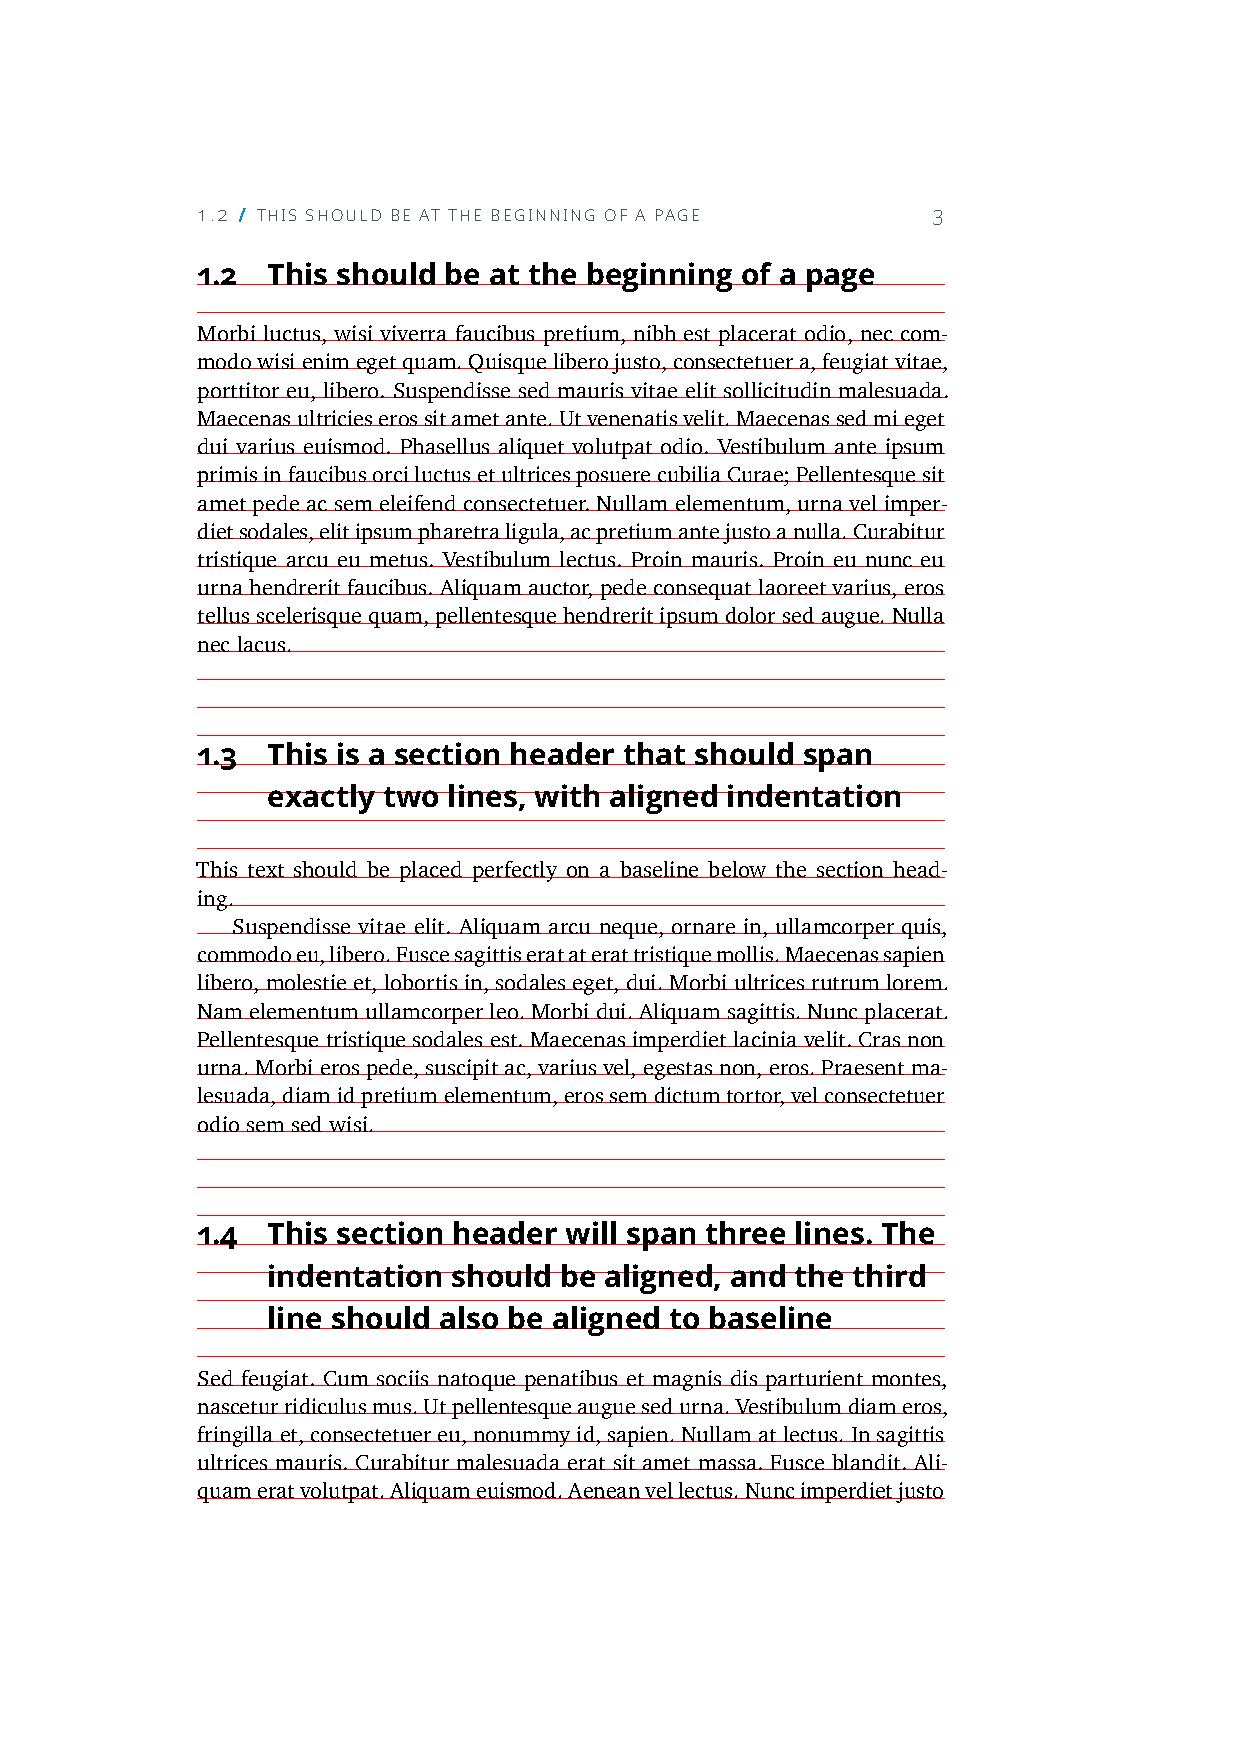 1.2 / THIS SHOULD BE AT THE BEGINNING OF A PAGE 3
1.2 This should be at the beginning of a page
Morbi luctus, wisi viverra faucibus pretium, nibh est placerat odio, nec com-
modo wisi enim eget quam. Quisque libero justo, consectetuer a, feugiat vitae,
porttitor eu, libero. Suspendisse sed mauris vitae elit sollicitudin malesuada.
Maecenas ultricies eros sit amet ante. Ut venenatis velit. Maecenas sed mi eget
dui varius euismod. Phasellus aliquet volutpat odio. Vestibulum ante ipsum
primis in faucibus orci luctus et ultrices posuere cubilia Curae; Pellentesque sit
amet pede ac sem eleifend consectetuer. Nullam elementum, urna vel imper-
diet sodales, elit ipsum pharetra ligula, ac pretium ante justo a nulla. Curabitur
tristique arcu eu metus. Vestibulum lectus. Proin mauris. Proin eu nunc eu
urna hendrerit faucibus. Aliquam auctor, pede consequat laoreet varius, eros
tellus scelerisque quam, pellentesque hendrerit ipsum dolor sed augue. Nulla
nec lacus.
1.3 This is a section header that should span
exactly two lines, with aligned indentation
This text should be placed perfectly on a baseline below the section head-
ing.
Suspendisse vitae elit. Aliquam arcu neque, ornare in, ullamcorper quis,
commodo eu, libero. Fusce sagittis erat at erat tristique mollis. Maecenas sapien
libero, molestie et, lobortis in, sodales eget, dui. Morbi ultrices rutrum lorem.
Nam elementum ullamcorper leo. Morbi dui. Aliquam sagittis. Nunc placerat.
Pellentesque tristique sodales est. Maecenas imperdiet lacinia velit. Cras non
urna. Morbi eros pede, suscipit ac, varius vel, egestas non, eros. Praesent ma-
lesuada, diam id pretium elementum, eros sem dictum tortor, vel consectetuer
odio sem sed wisi.
1.4 This section header will span three lines. The
indentation should be aligned, and the third
line should also be aligned to baseline
Sed feugiat. Cum sociis natoque penatibus et magnis dis parturient montes,
nascetur ridiculus mus. Ut pellentesque augue sed urna. Vestibulum diam eros,
fringilla et, consectetuer eu, nonummy id, sapien. Nullam at lectus. In sagittis
ultrices mauris. Curabitur malesuada erat sit amet massa. Fusce blandit. Ali-
quam erat volutpat. Aliquam euismod. Aenean vel lectus. Nunc imperdiet justo